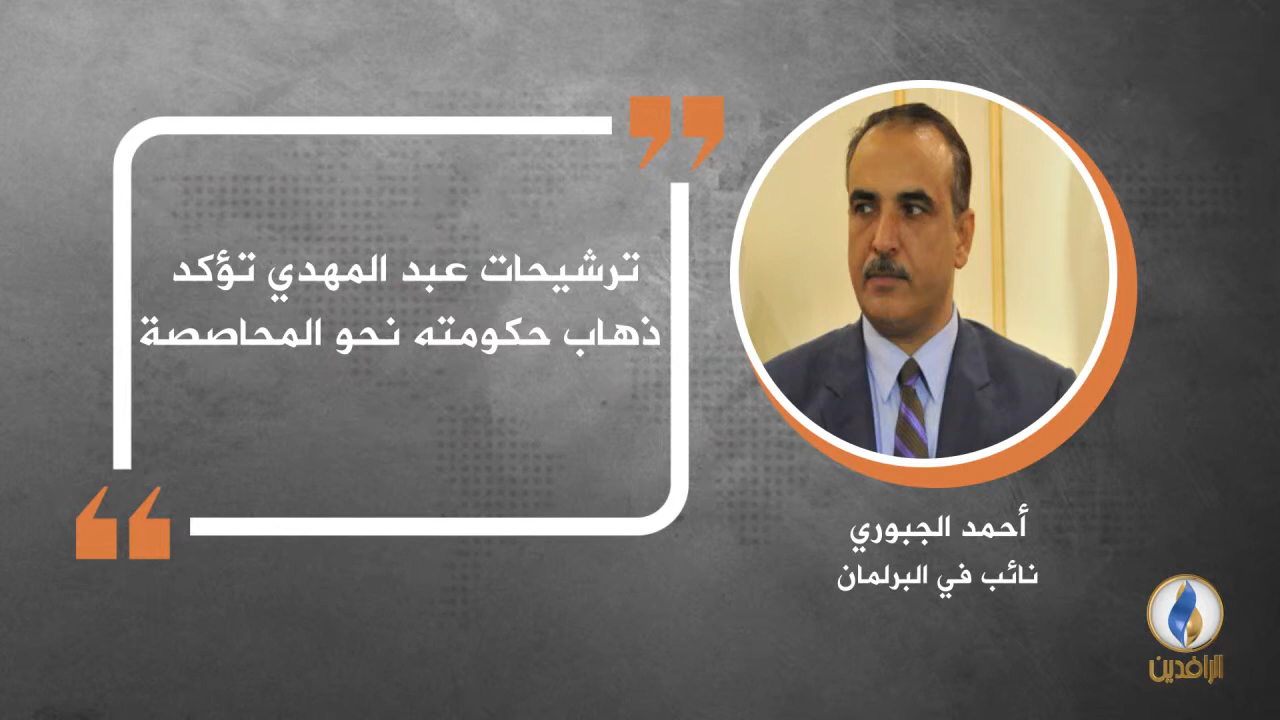 ترشيحات عبد المهدي تؤكد
ذهاب حكومته نحو المحاصصة
أحمد الجبوري
نائب في البرلمان
الرافدين